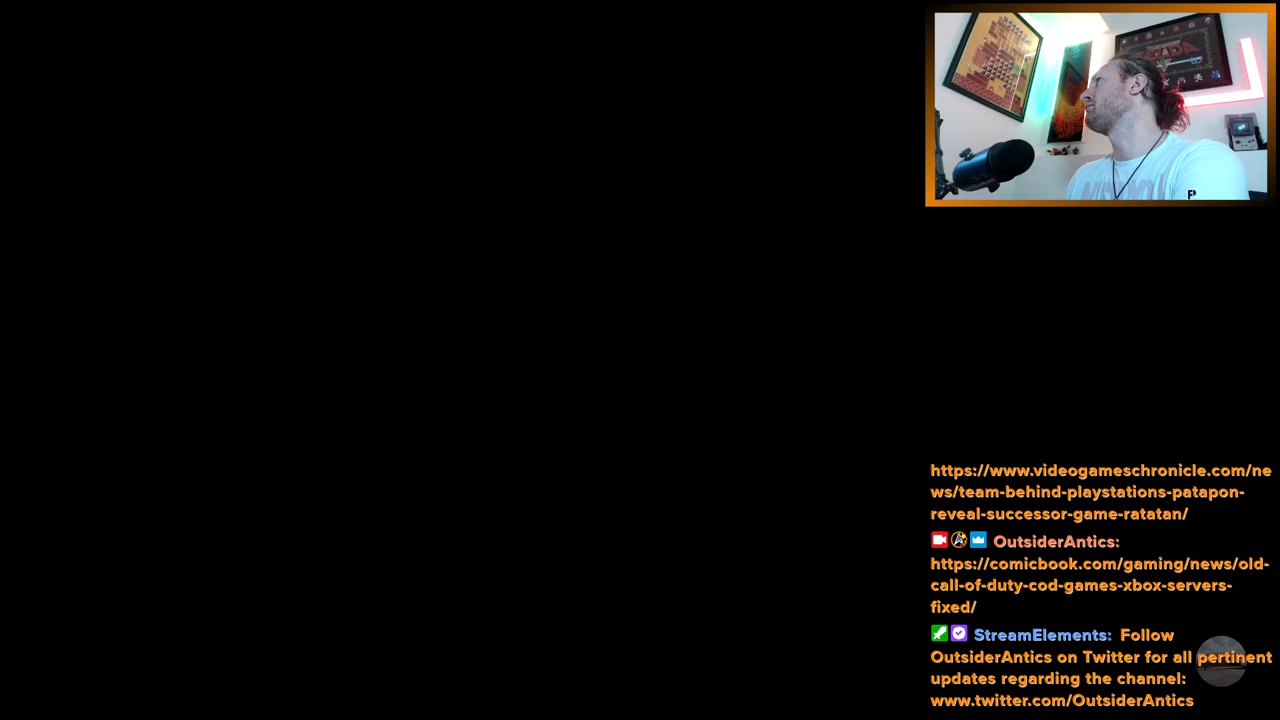 https://www.videogameschronicle.com/ne
ws/team-behind-playstations-patapon-
reveal-successor-game-ratatan/
OutsiderAntics:
https://comicbook.com/gaming/news/old-
call-of-duty-cod-games-xbox-servers-
fixed/
StreamElements: Follow
OutsiderAntics on Twitter for all pertinent
updates regarding the channel:
www.twitter.com/OutsiderAntics